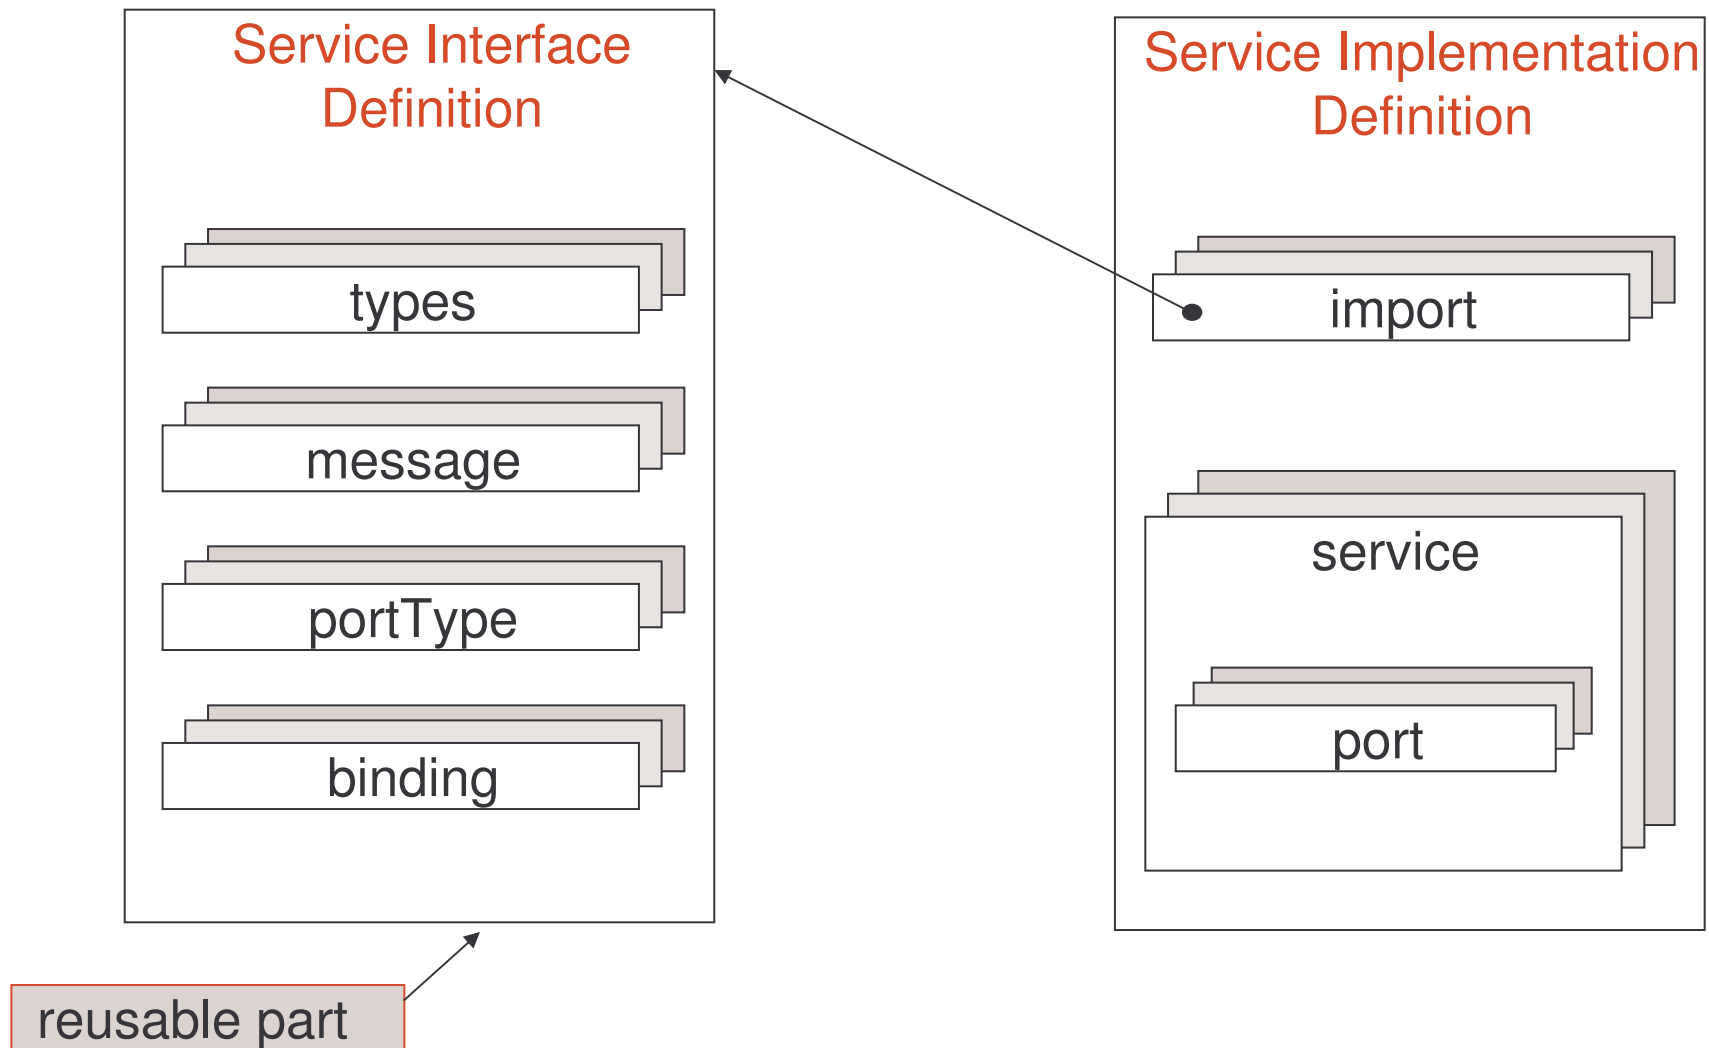 Service Interface
Definition
types
message
portType
binding
reusable part
Service Implementation
Definition
import
service
port